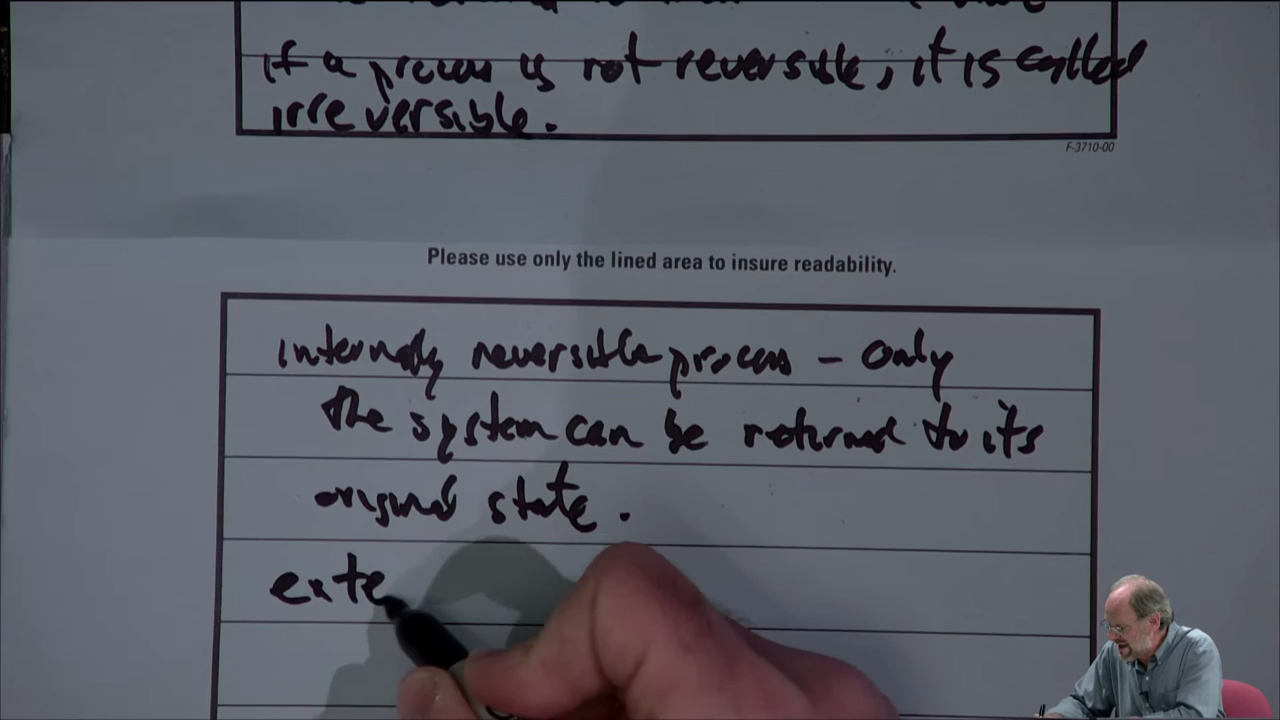 if a process is not reversible, it is called
irreversible.
F-3710-00
Please use only the lined area to insure readability.
internally reversible process - only
the system can be returned to its
original state.
exte